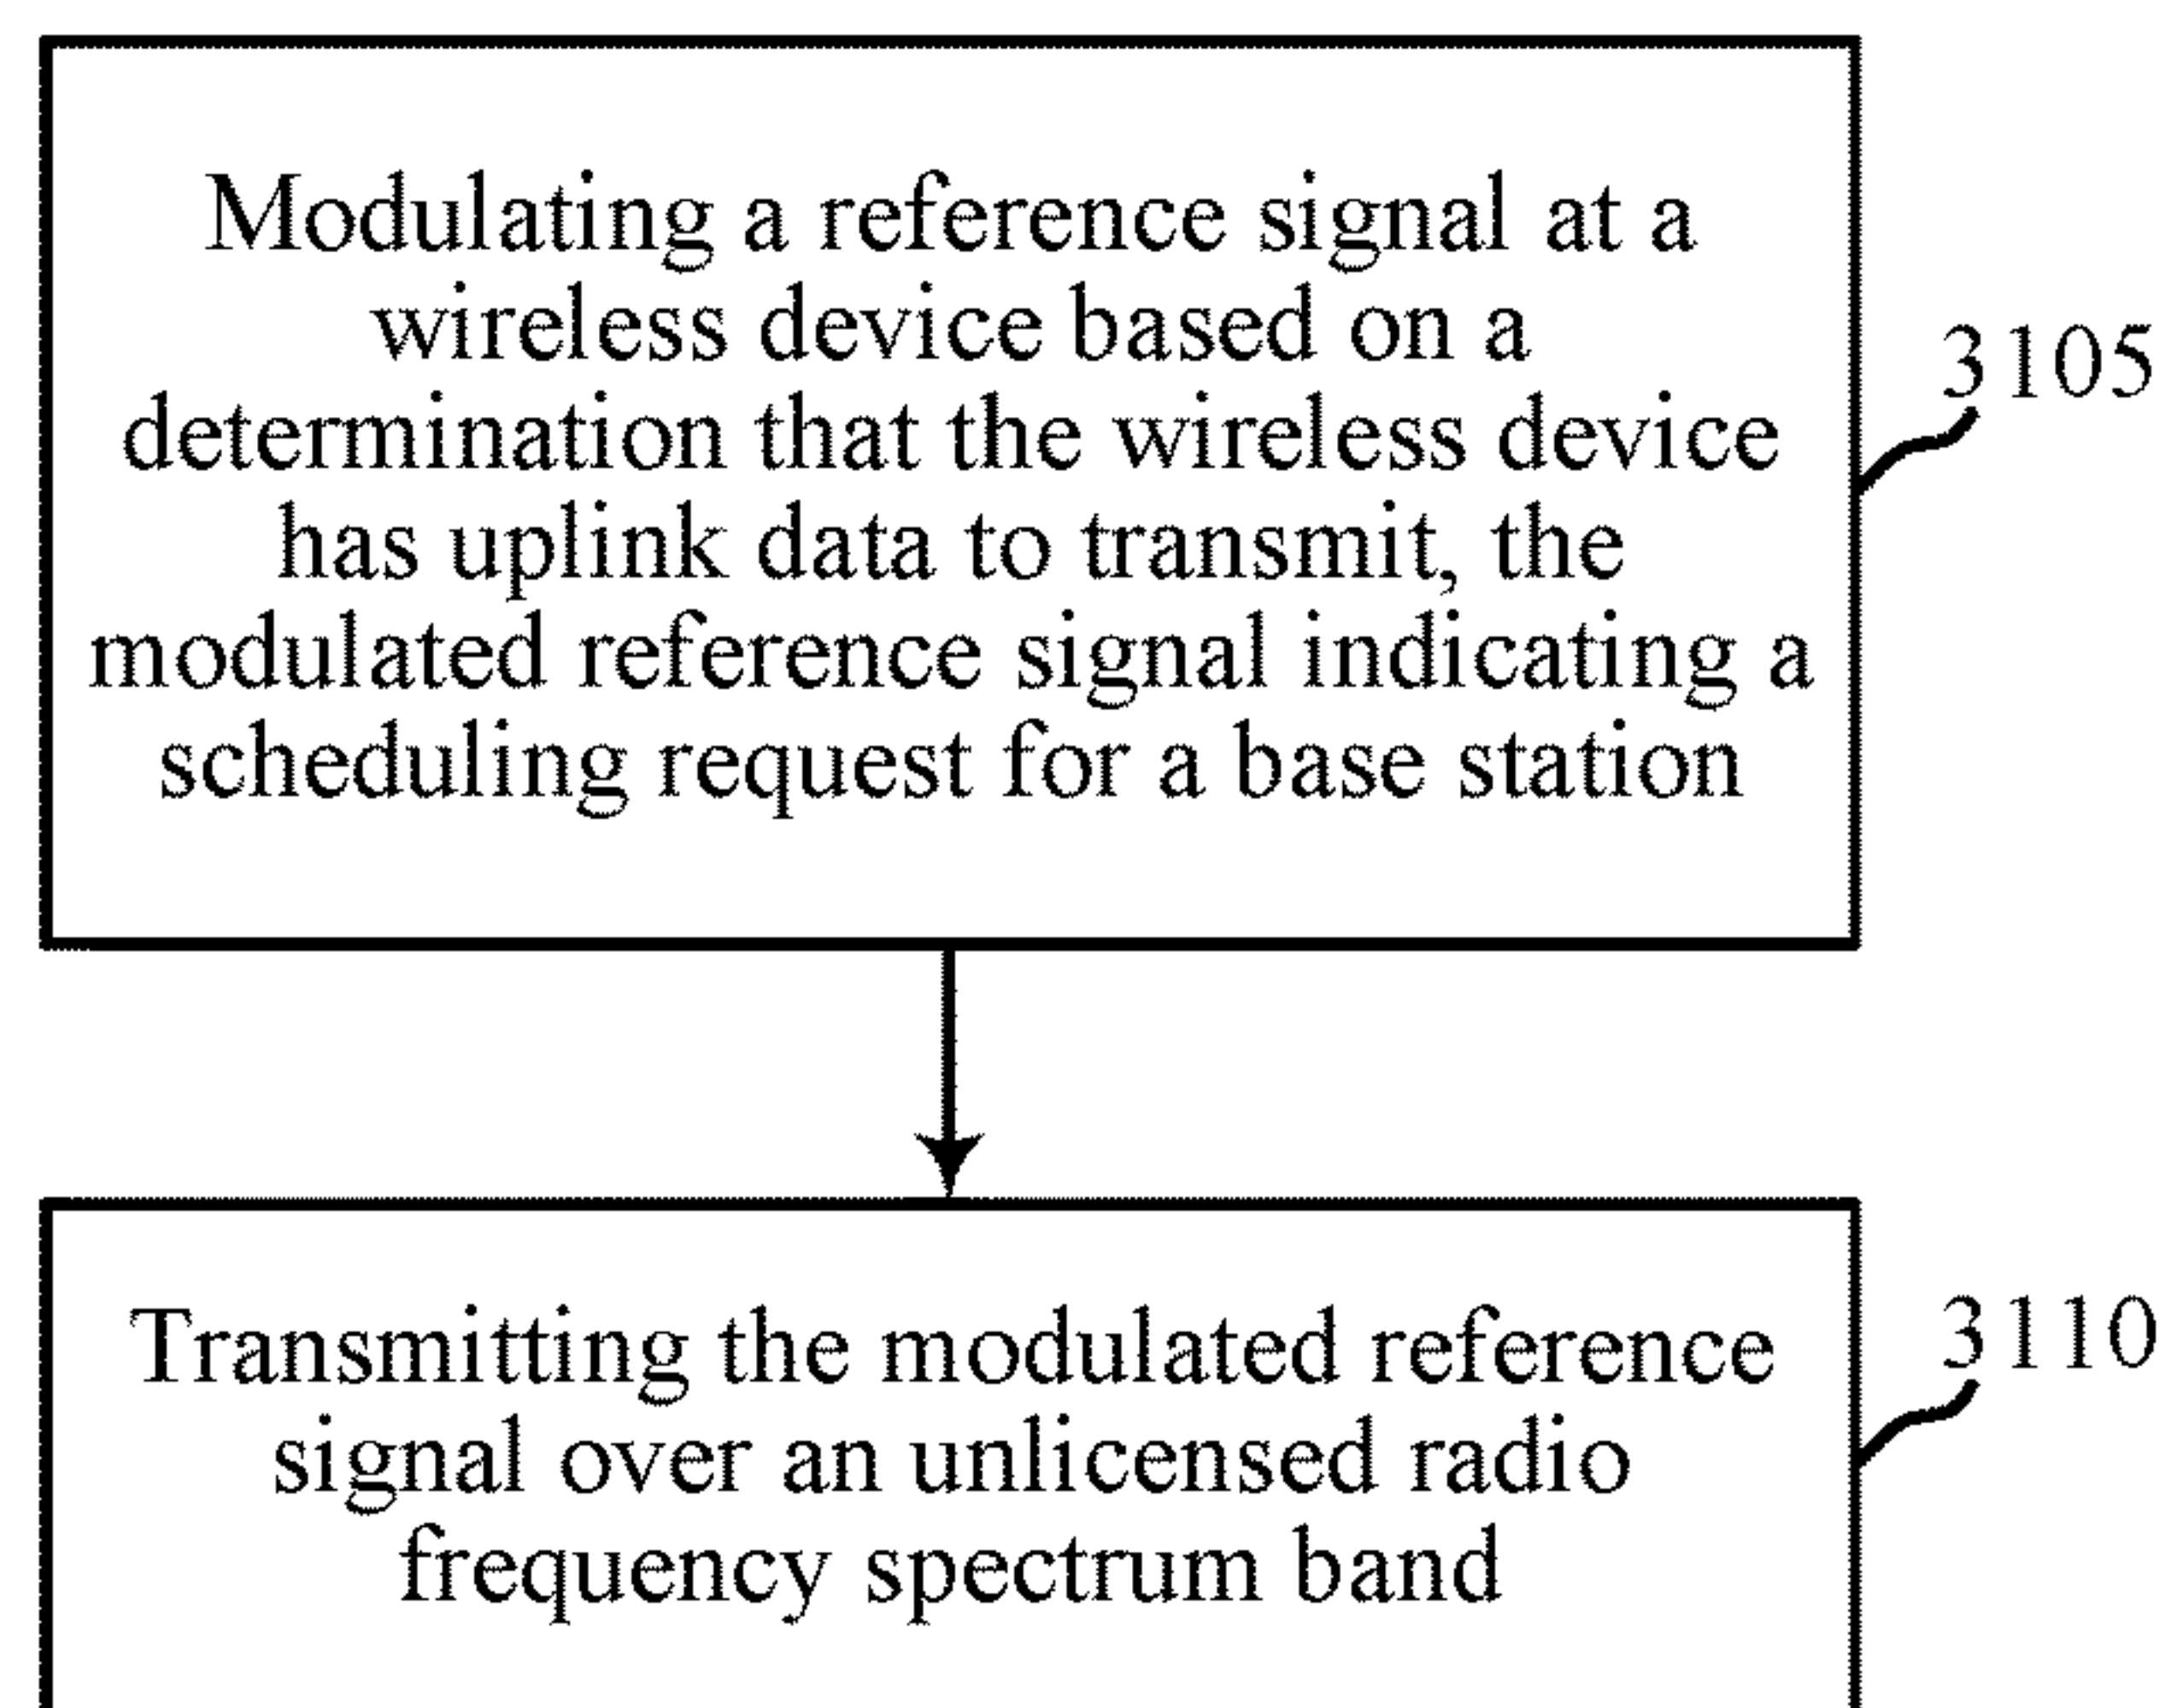 Modulating a reference signal at a
wireless device based on a
determination that the wireless device
has uplink data to transmit, the
modulated reference signal indicating a
scheduling request for a base station
3105
Transmitting the modulated reference
signal over an unlicensed radio
frequency spectrum band
3110